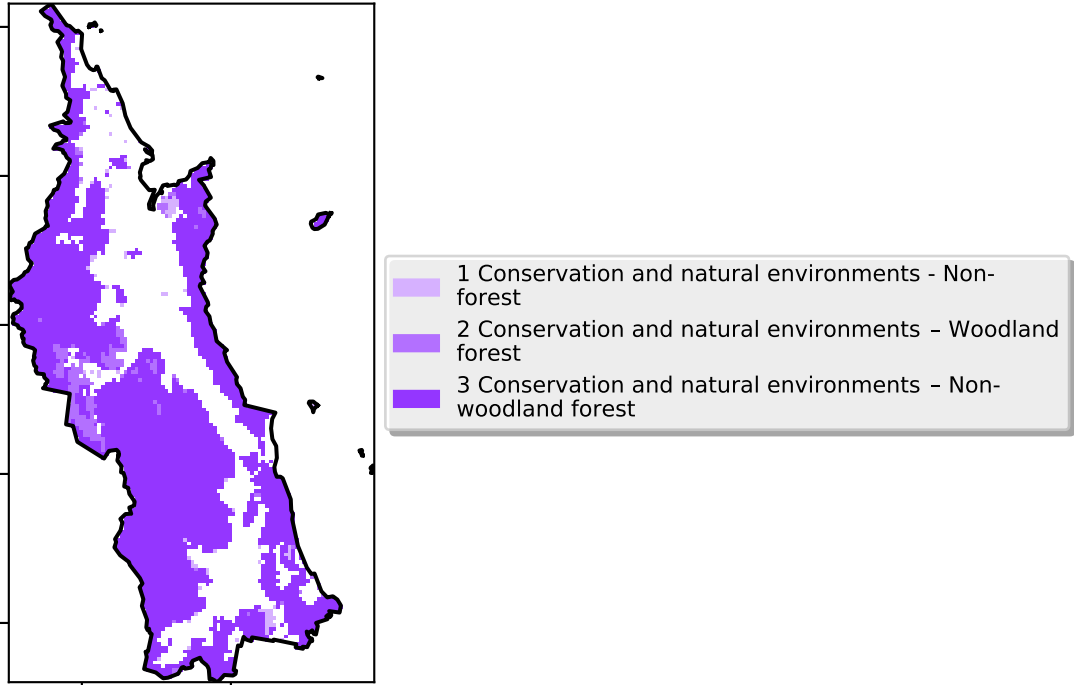 1 Conservation and natural environments - Non-
forest
2 Conservation and natural environments – Woodland
forest
3 Conservation and natural environments – Non-
woodland forest